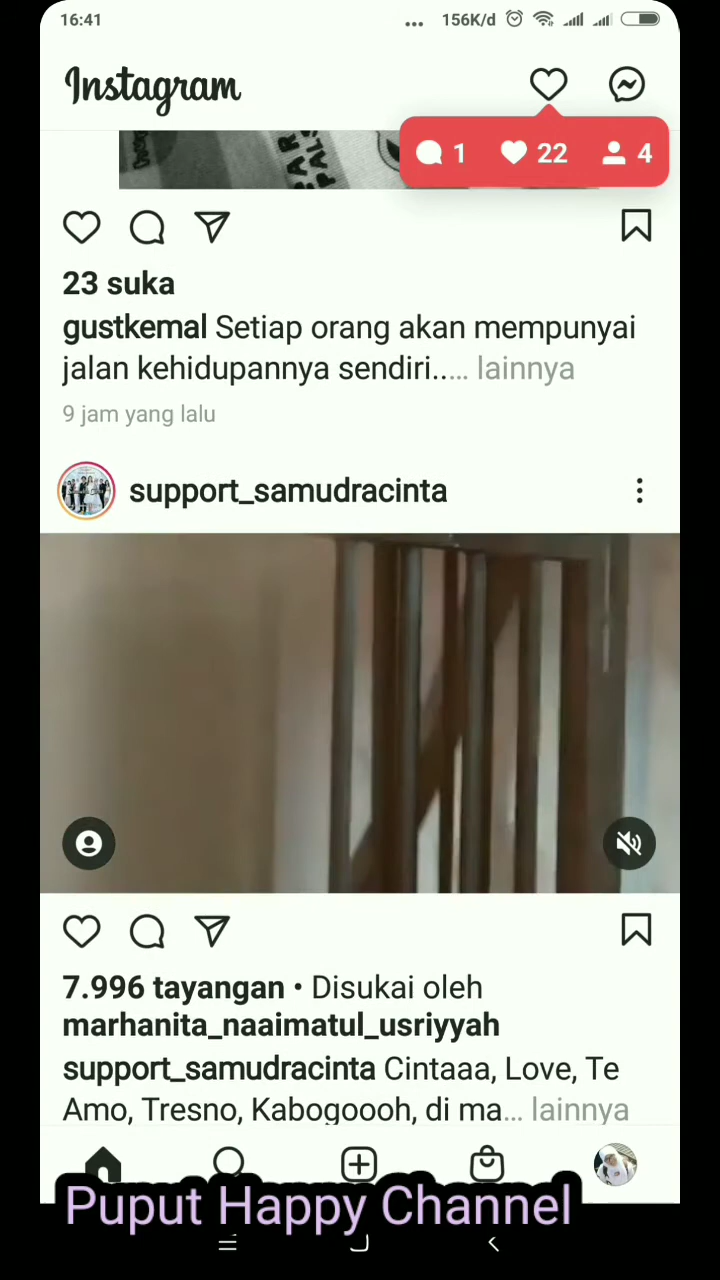 16:41
... 156K/d
Instagram
1 22 4
PAR
PALS
23 suka
gustkemal Setiap orang akan mempunyai
jalan kehidupannya sendiri..... lainnya
9 jam yang lalu
support_samudracinta
7.996 tayangan • Disukai oleh
marhanita_naaimatul_usriyyah
support_samudracinta Cintaaa, Love, Te
Amo, Tresno, Kabogoooh, di ma... lainnya
Puput Happy Channel